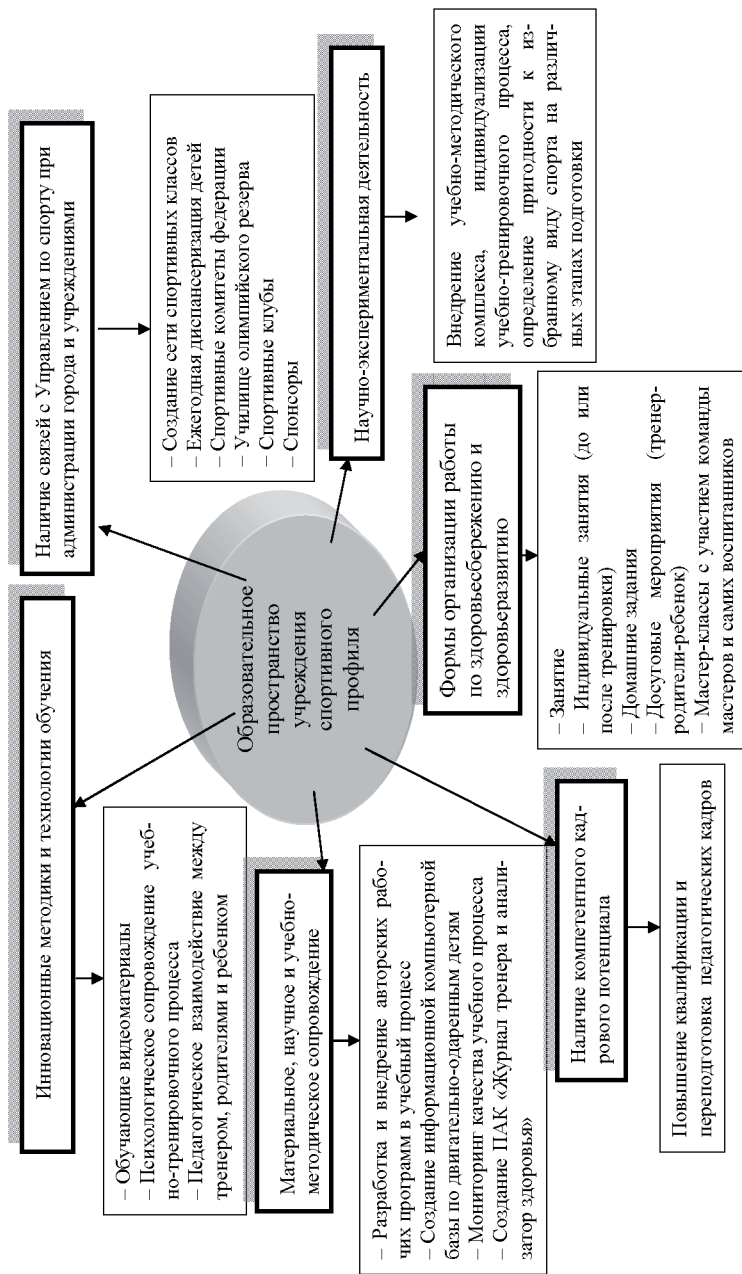 Инновационные методики и технологии обучения
– Обучающие видеоматериалы
– Психологическое сопровождение учеб-
но-тренировочного процесса
– Педагогическое взаимодействие между
тренером, родителями и ребенком
Наличие связей с Управлением по спорту при
администрации города и учреждениями
– Создание сети спортивных классов
– Ежегодная диспансеризация детей
– Спортивные комитеты федерации
– Училище олимпийского резерва
– Спортивные клубы
– Спонсоры
Образовательное
пространство
учреждения
спортивного
профиля
Материальное, научное и учебно-
методическое сопровождение
– Разработка и внедрение авторских рабо-
чих программ в учебный процесс
– Создание информационной компьютерной
базы по двигательно-одаренным детям
– Мониторинг качества учебного процесса
– Создание ПАК «Журнал тренера и анали-
затор здоровья»
Научно-экспериментальная деятельность
Внедрение учебно-методического
комплекса, индивидуализации
учебно-тренировочного процесса,
определение пригодности к из-
бранному виду спорта на различ-
ных этапах подготовки
Формы организации работы
по здоровьесбережению и
здоровьеразвитию
– Занятие
– Индивидуальные занятия (до или
после тренировки)
– Домашние задания
– Досуговые мероприятия (тренер-
родители-ребенок)
– Мастер-классы с участием команды
мастеров и самих воспитанников
Наличие компетентного кад-
рового потенциала
Повышение квалификации и
переподготовка педагогических кадров